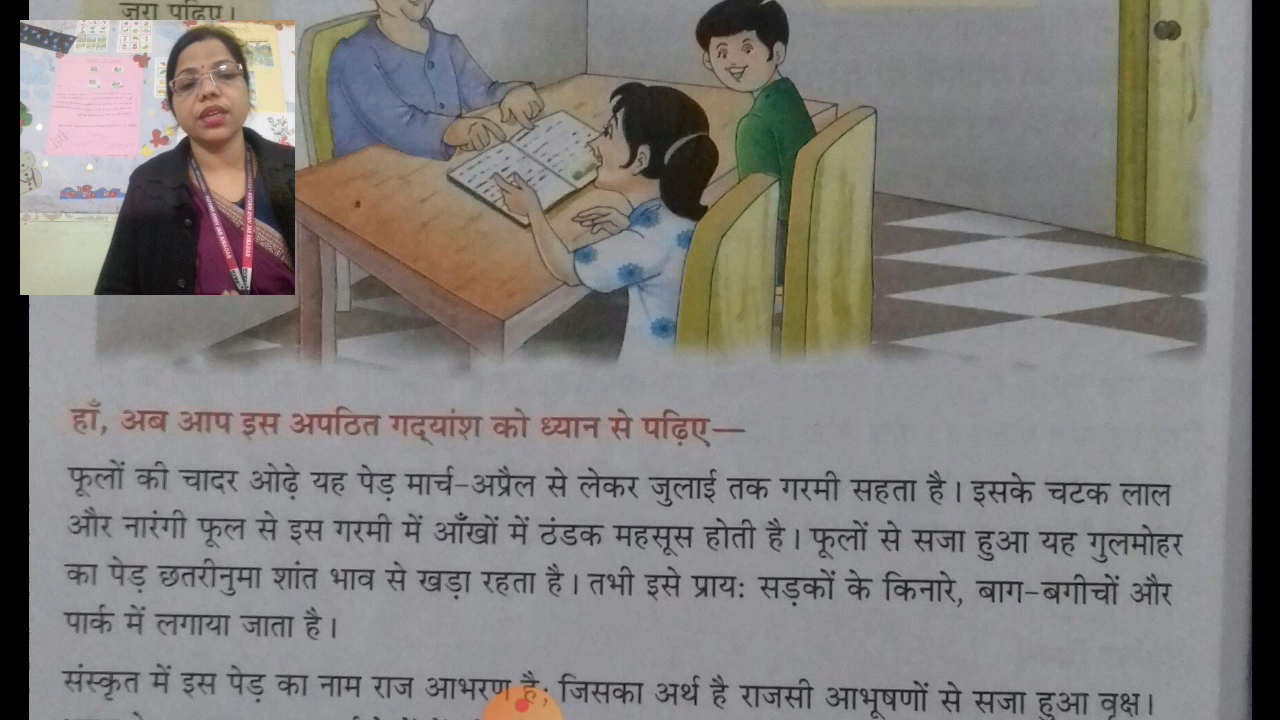 ज़रा पढ़िए।
हाँ, अब आप इस अपठित गद्यांश को ध्यान से पढ़िए—
फूलों की चादर ओढ़े यह पेड़ मार्च-अप्रैल से लेकर जुलाई तक गरमी सहता है। इसके चटक लाल
और नारंगी फूल से इस गरमी में आँखों में ठंडक महसूस होती है। फूलों से सजा हुआ यह गुलमोहर
का पेड़ छतरीनुमा शांत भाव से खड़ा रहता है। तभी इसे प्राय: सड़कों के किनारे, बाग-बगीचों और
पार्क में लगाया जाता है।
संस्कृत में इस पेड़ का नाम राज आभरण है; जिसका अर्थ है राजसी आभूषणों से सजा हुआ वृक्ष।